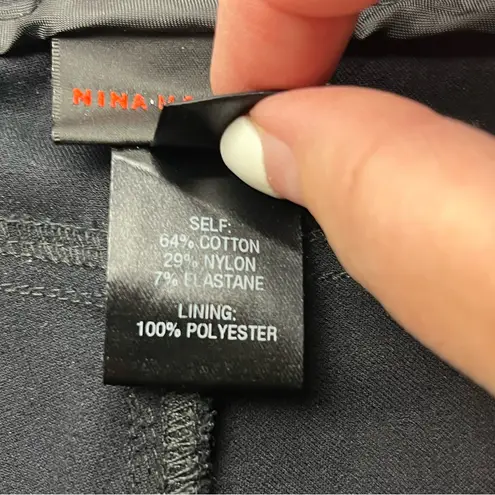 NINA
SELF:
64% COTTON
29% NYLON
7% ELASTANE
LINING:
100% POLYESTER